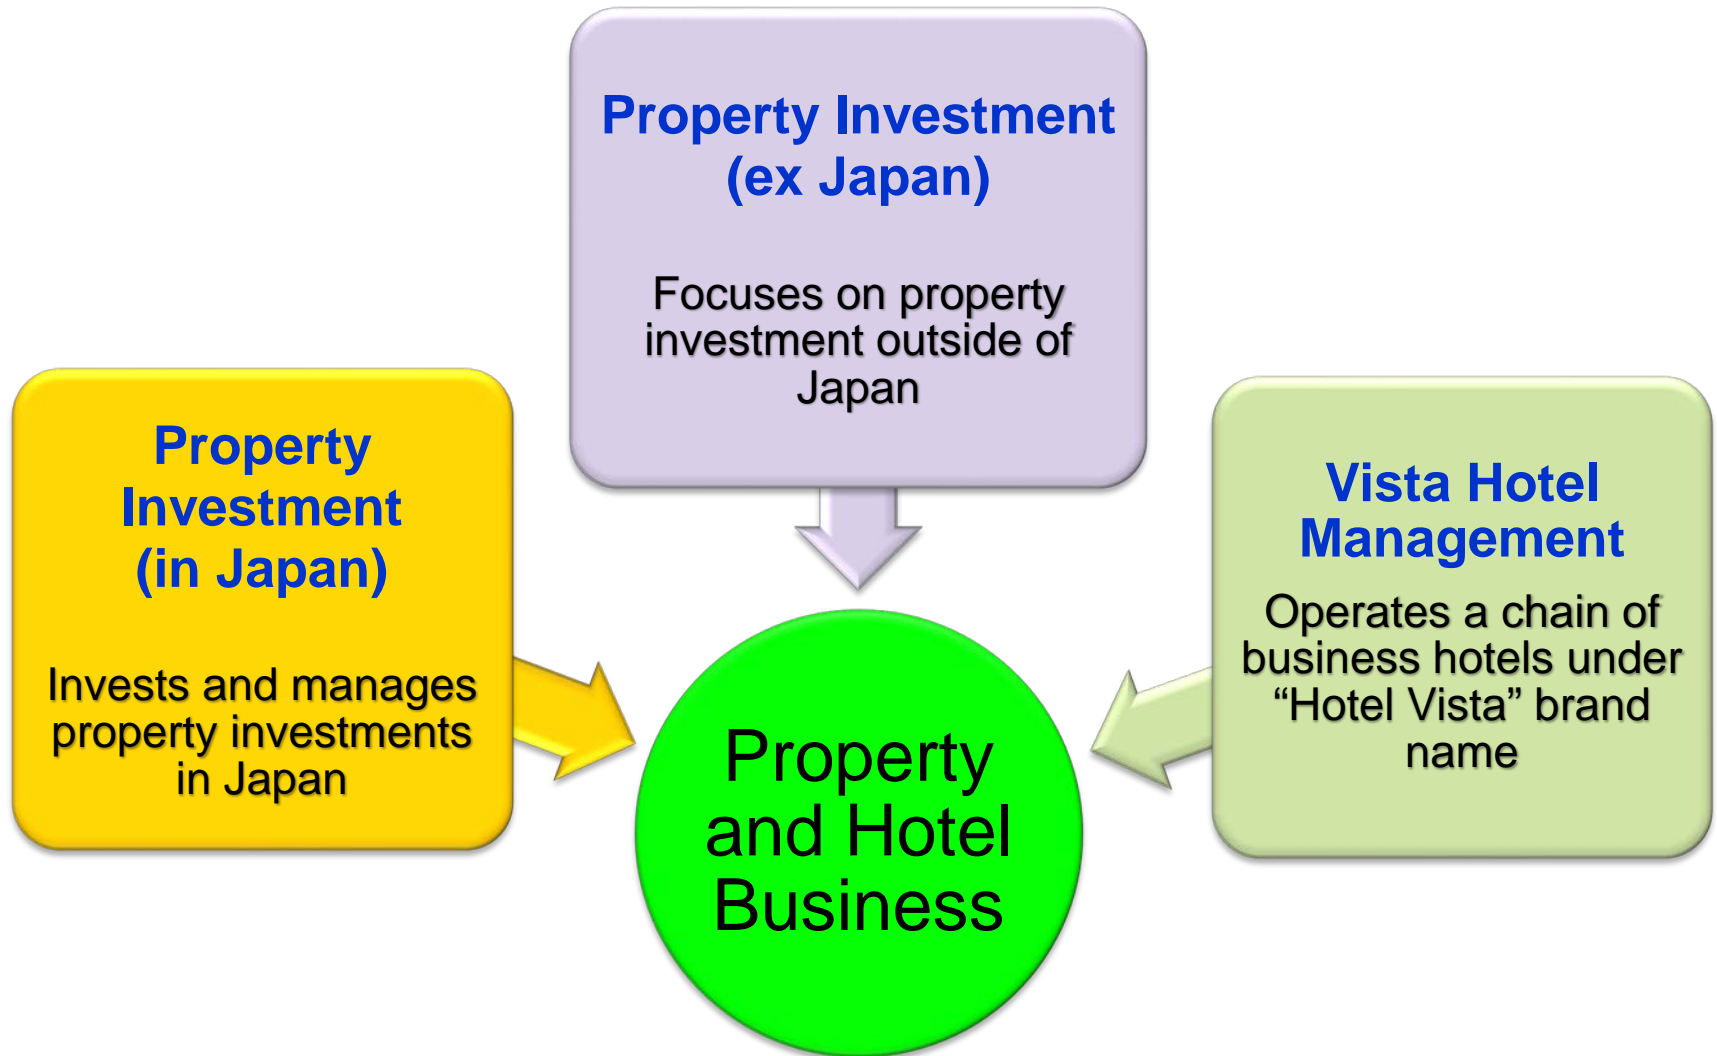 Property Investment
(ex Japan)
Focuses on property
investment outside of
Japan
Property
Investment
(in Japan)
Invests and manages
property investments
in Japan
Vista Hotel
Management
Operates a chain of
business hotels under
“Hotel Vista” brand
name
Property
and Hotel
Business